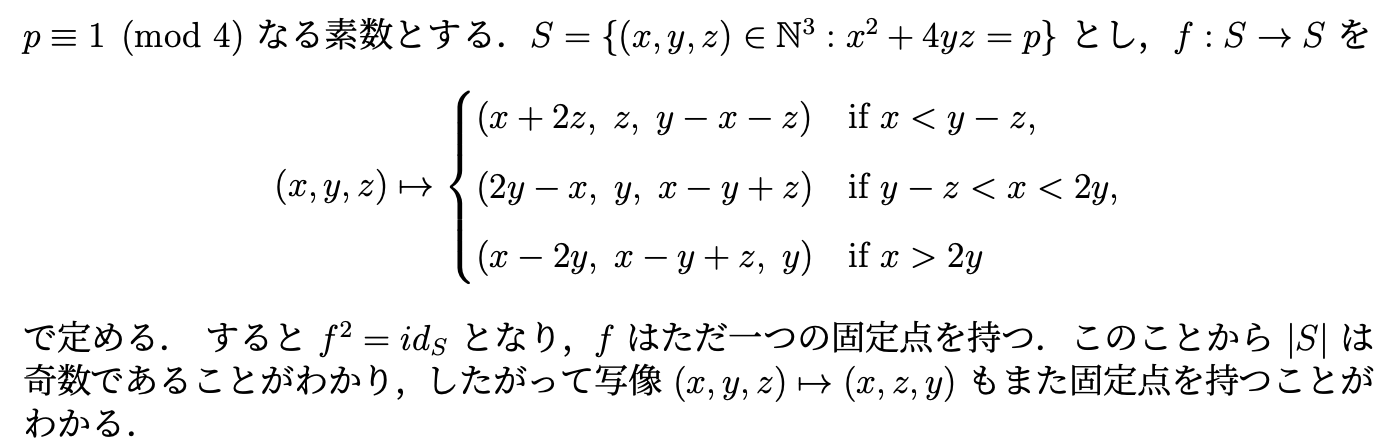 p ≡ 1 (mod 4) なる素数とする．S = {(x, y, z) ∈ ℕ³ : x² + 4yz = p} とし，f : S → S を
(x + 2z, z, y − x − z) if x < y − z,
(x, y, z) ↦ { (2y − x, y, x − y + z) if y − z < x < 2y,
(x − 2y, x − y + z, y) if x > 2y
で定める． すると f² = id_S となり，f はただ一つの固定点を持つ．このことから |S| は
奇数であることがわかり，したがって写像 (x, y, z) ↦ (x, z, y) もまた固定点を持つことが
わかる．